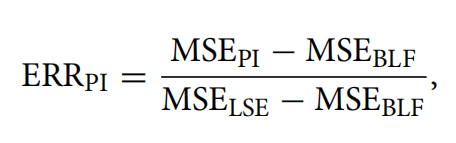 ERR_PI = (MSE_PI − MSE_BLF) / (MSE_LSE − MSE_BLF),